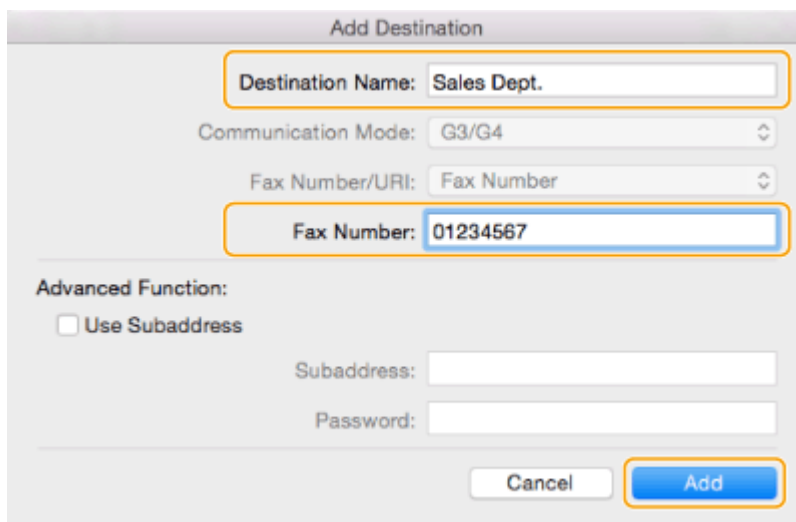 Add Destination
Destination Name: Sales Dept.
Communication Mode: G3/G4
Fax Number/URI: Fax Number
Fax Number: 01234567
Advanced Function:
Use Subaddress
Subaddress:
Password:
Cancel Add